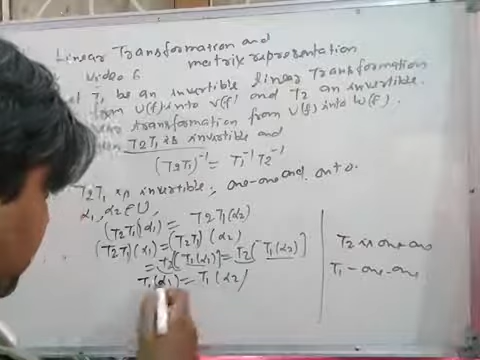 Linear Transformation and
matrix representation
Video 6
T1 be an invertible linear Transformation
from U(f) into V(f) and T2 an invertible
transformation from V(f) into W(f).
T2T1 is invertible and
(T2T1)⁻¹ = T1⁻¹ T2⁻¹
T2T1 is invertible, one-one and onto.
α1, α2 ∈ U,
(T2T1)α1 = T2T1(α2)
(T2T1)(α1) = (T2T1)(α2)
= T2[T1(α1)] = T2[T1(α2)]
T1(α1) = T1(α2)
T2 is one one
T1 - one-one